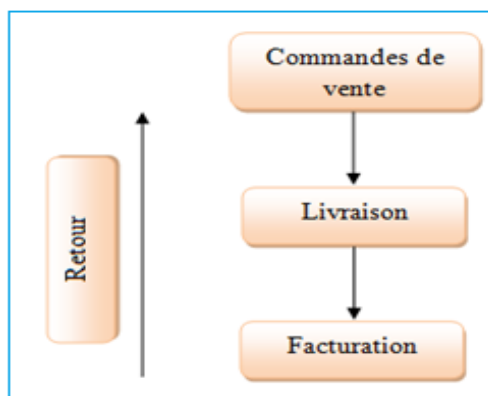 Commandes de
vente
Livraison
Retour
Facturation